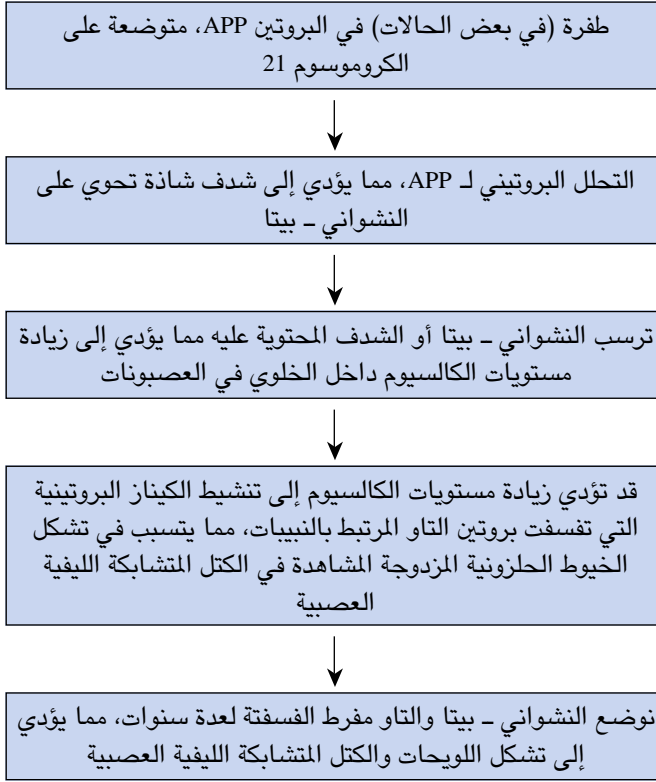 طفرة (في بعض الحالات) في البروتين APP، متوضعة على
الكروموسوم 21
التحلل البروتيني لـ APP، مما يؤدي إلى شدف شاذة تحوي على
النشواني ــ بيتا
ترسب النشواني ــ بيتا أو الشدف المحتوية عليه مما يؤدي إلى زيادة
مستويات الكالسيوم داخل الخلوي في العصبونات
قد تؤدي زيادة مستويات الكالسيوم إلى تنشيط الكيناز البروتينية
التي تفسفت بروتين التاو المرتبط بالنبيبات، مما يتسبب في تشكل
الخيوط الحلزونية المزدوجة المشاهدة في الكتل المتشابكة الليفية
العصبية
نوضع النشواني ــ بيتا والتاو مفرط الفسفتة لعدة سنوات، مما يؤدي
إلى تشكل اللويحات والكتل المتشابكة الليفية العصبية